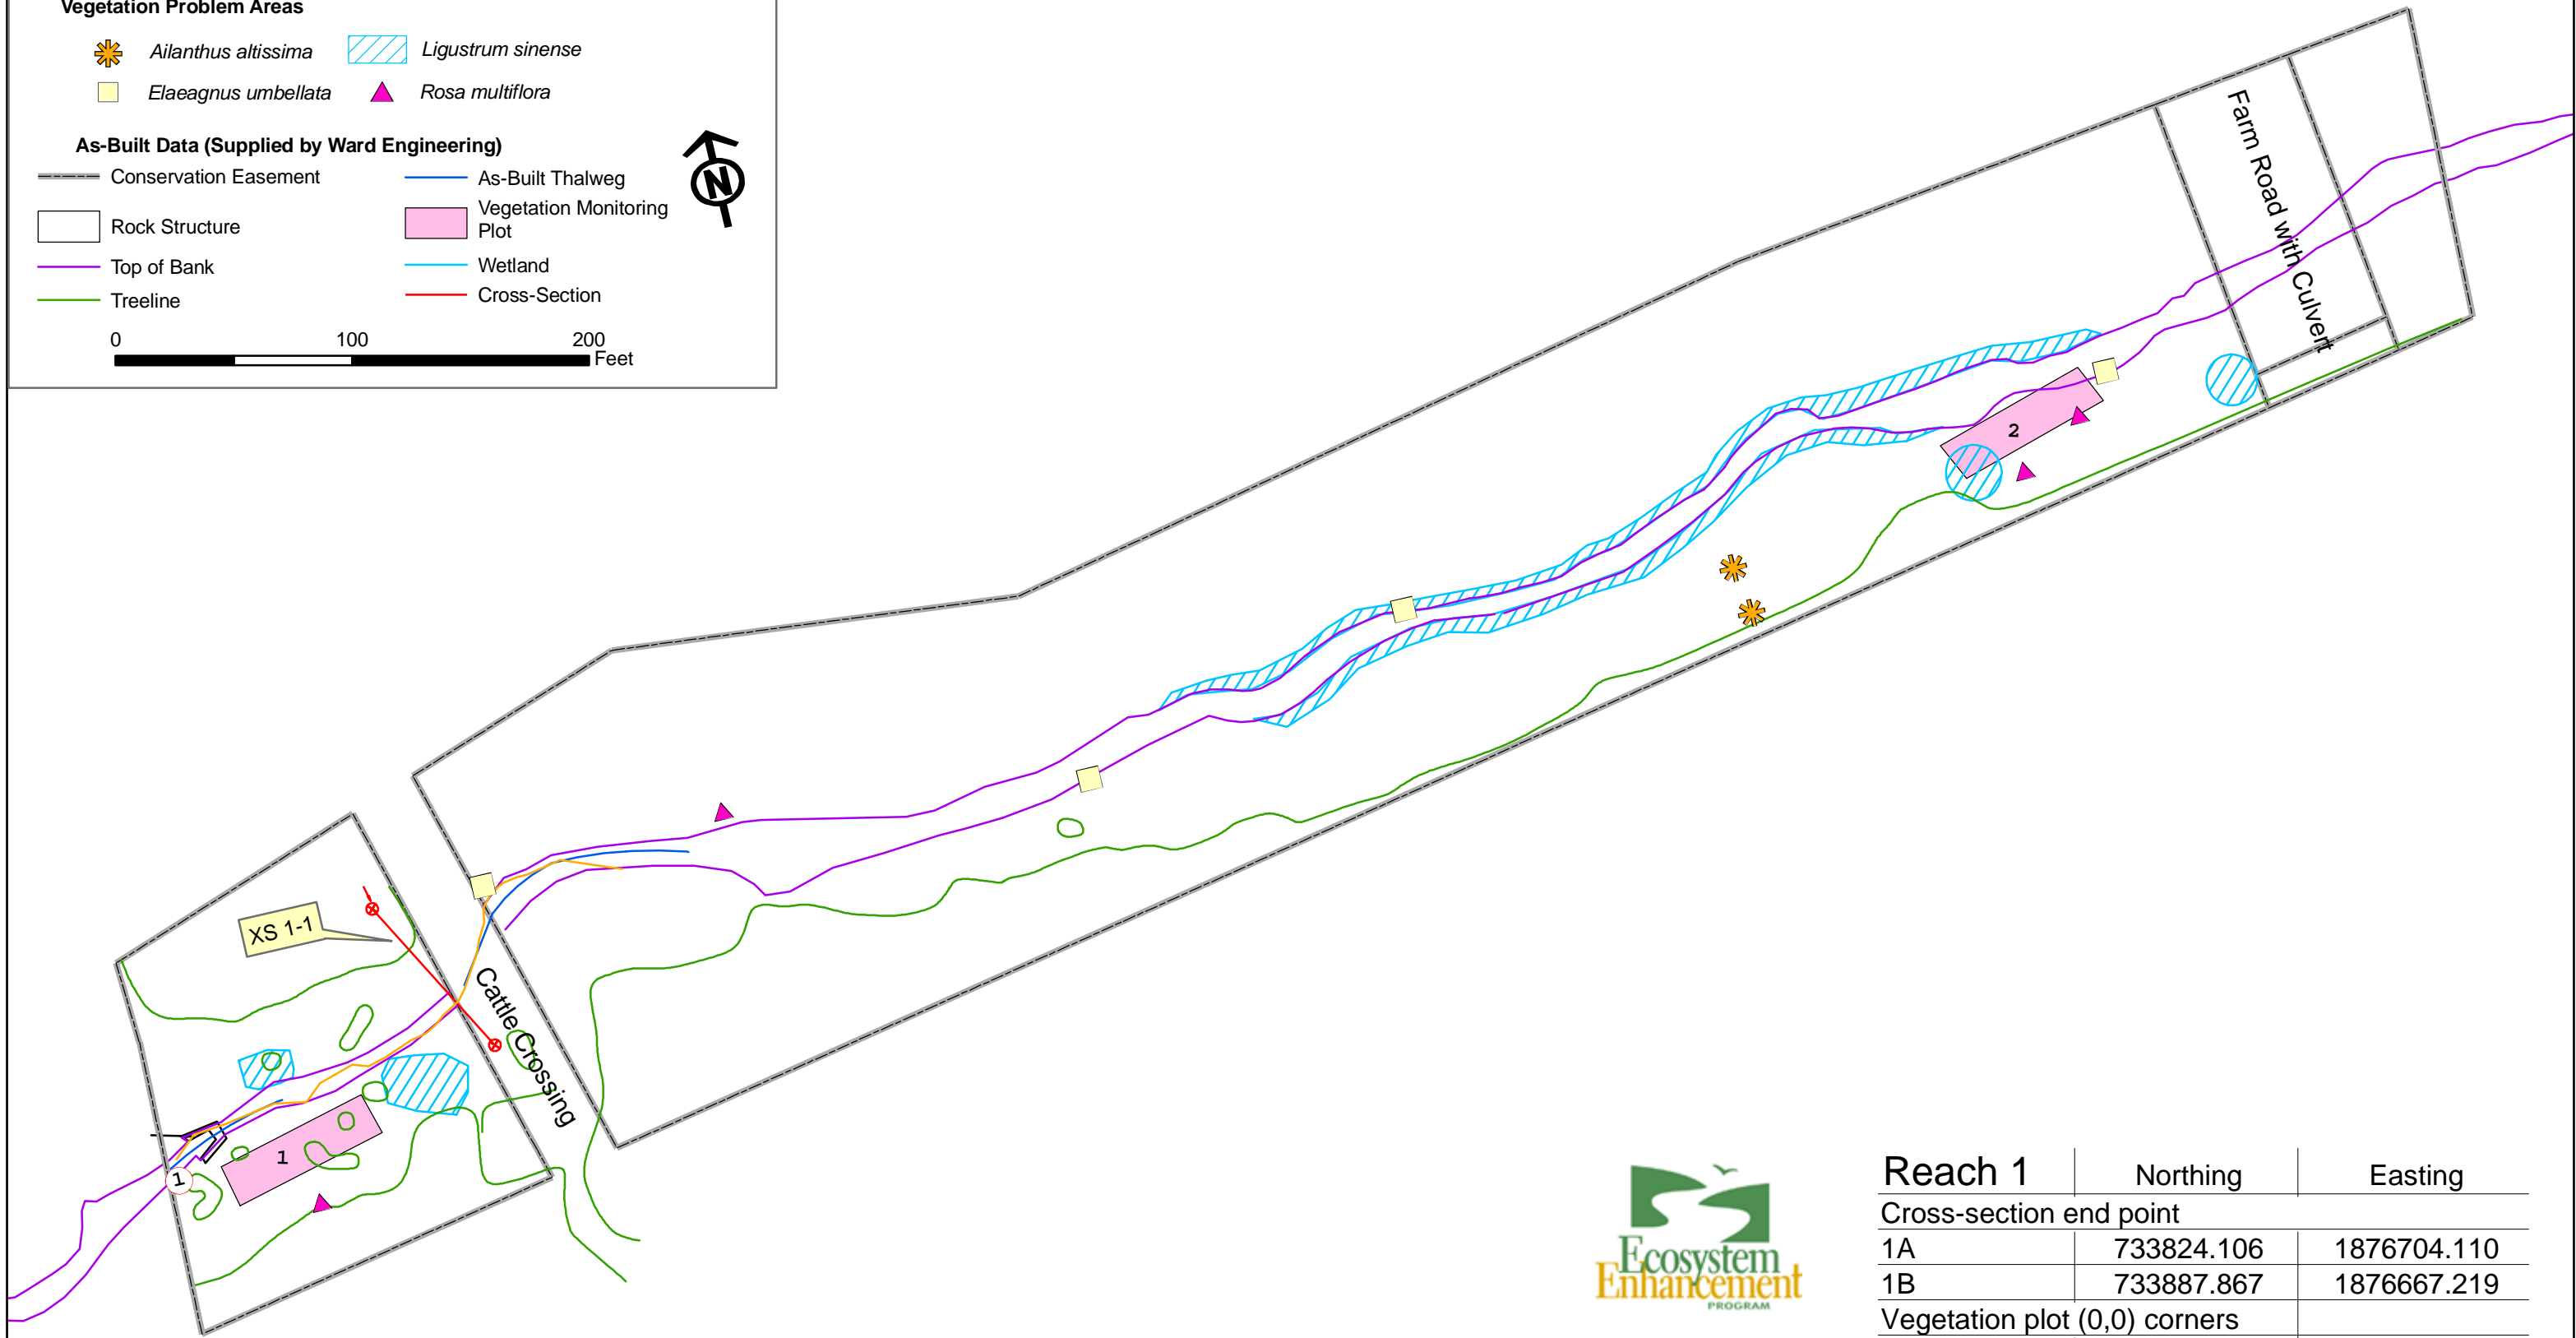 Vegetation Problem Areas
Ailanthus altissima
Ligustrum sinense
Elaeagnus umbellata
Rosa multiflora
As-Built Data (Supplied by Ward Engineering)
Conservation Easement
As-Built Thalweg
Rock Structure
Vegetation Monitoring
Plot
Top of Bank
Wetland
Treeline
Cross-Section
0 100 200
Feet
N
Farm Road with Culvert
2
XS 1-1
Cattle Crossing
1
1
Ecosystem
Enhancement
PROGRAM
Reach 1 Northing Easting
Cross-section end point
1A 733824.106 1876704.110
1B 733887.867 1876667.219
Vegetation plot (0,0) corners